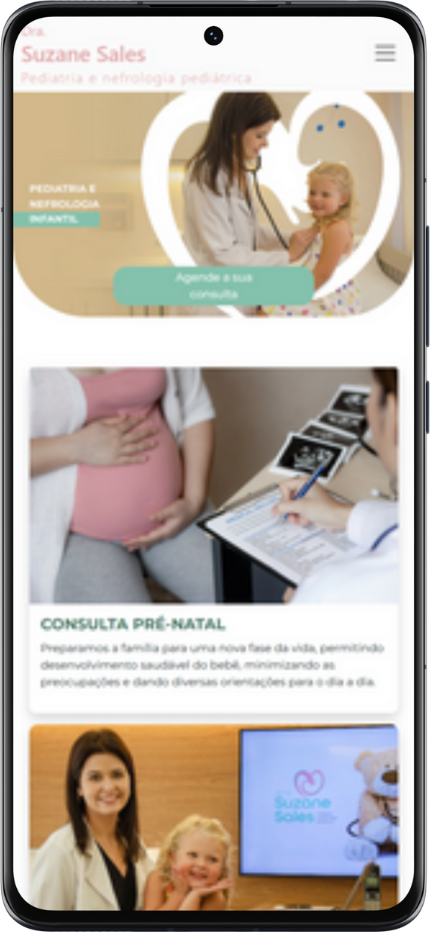 Dra.
Suzane Sales
Pediatria e nefrologia pediátrica
PEDIATRIA E
NEFROLOGIA
INFANTIL
Agende a sua
consulta
CONSULTA PRÉ-NATAL
Preparamos a família para uma nova fase da vida, permitindo
desenvolvimento saudável do bebê, minimizando as
preocupações e dando diversas orientações para o dia a dia.
Suzane
Sales